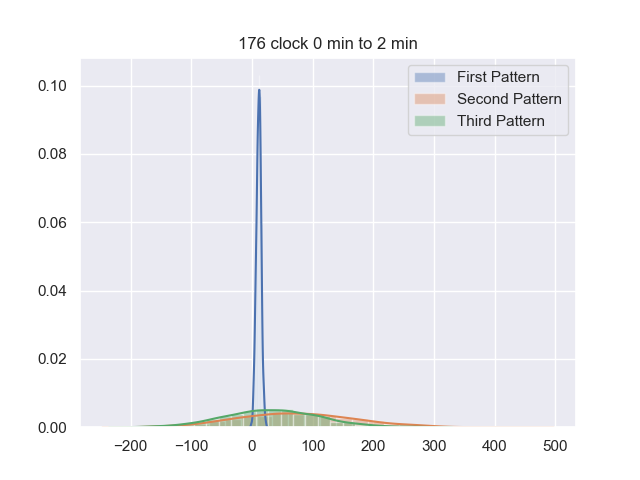 176 clock 0 min to 2 min
First Pattern
Second Pattern
Third Pattern
0.10
0.08
0.06
0.04
0.02
0.00
−200 −100 0 100 200 300 400 500